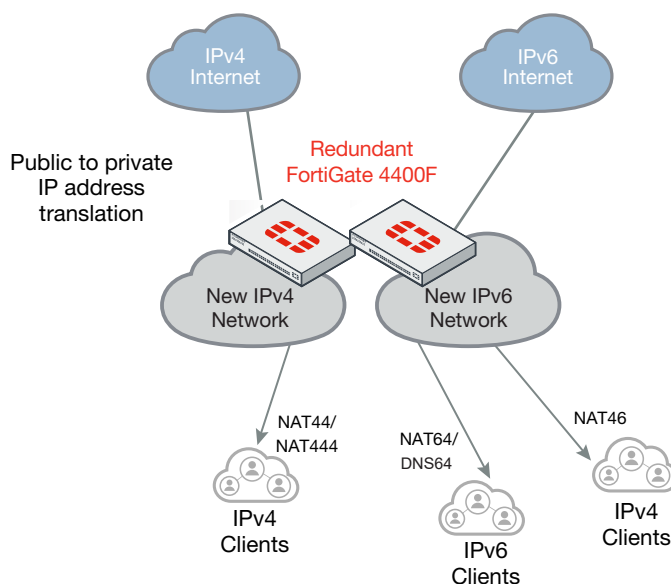 IPv4
Internet
IPv6
Internet
Public to private
IP address
translation
Redundant
FortiGate 4400F
New IPv4
Network
New IPv6
Network
NAT44/
NAT444
NAT64/
DNS64
NAT46
IPv4
Clients
IPv6
Clients
IPv4
Clients